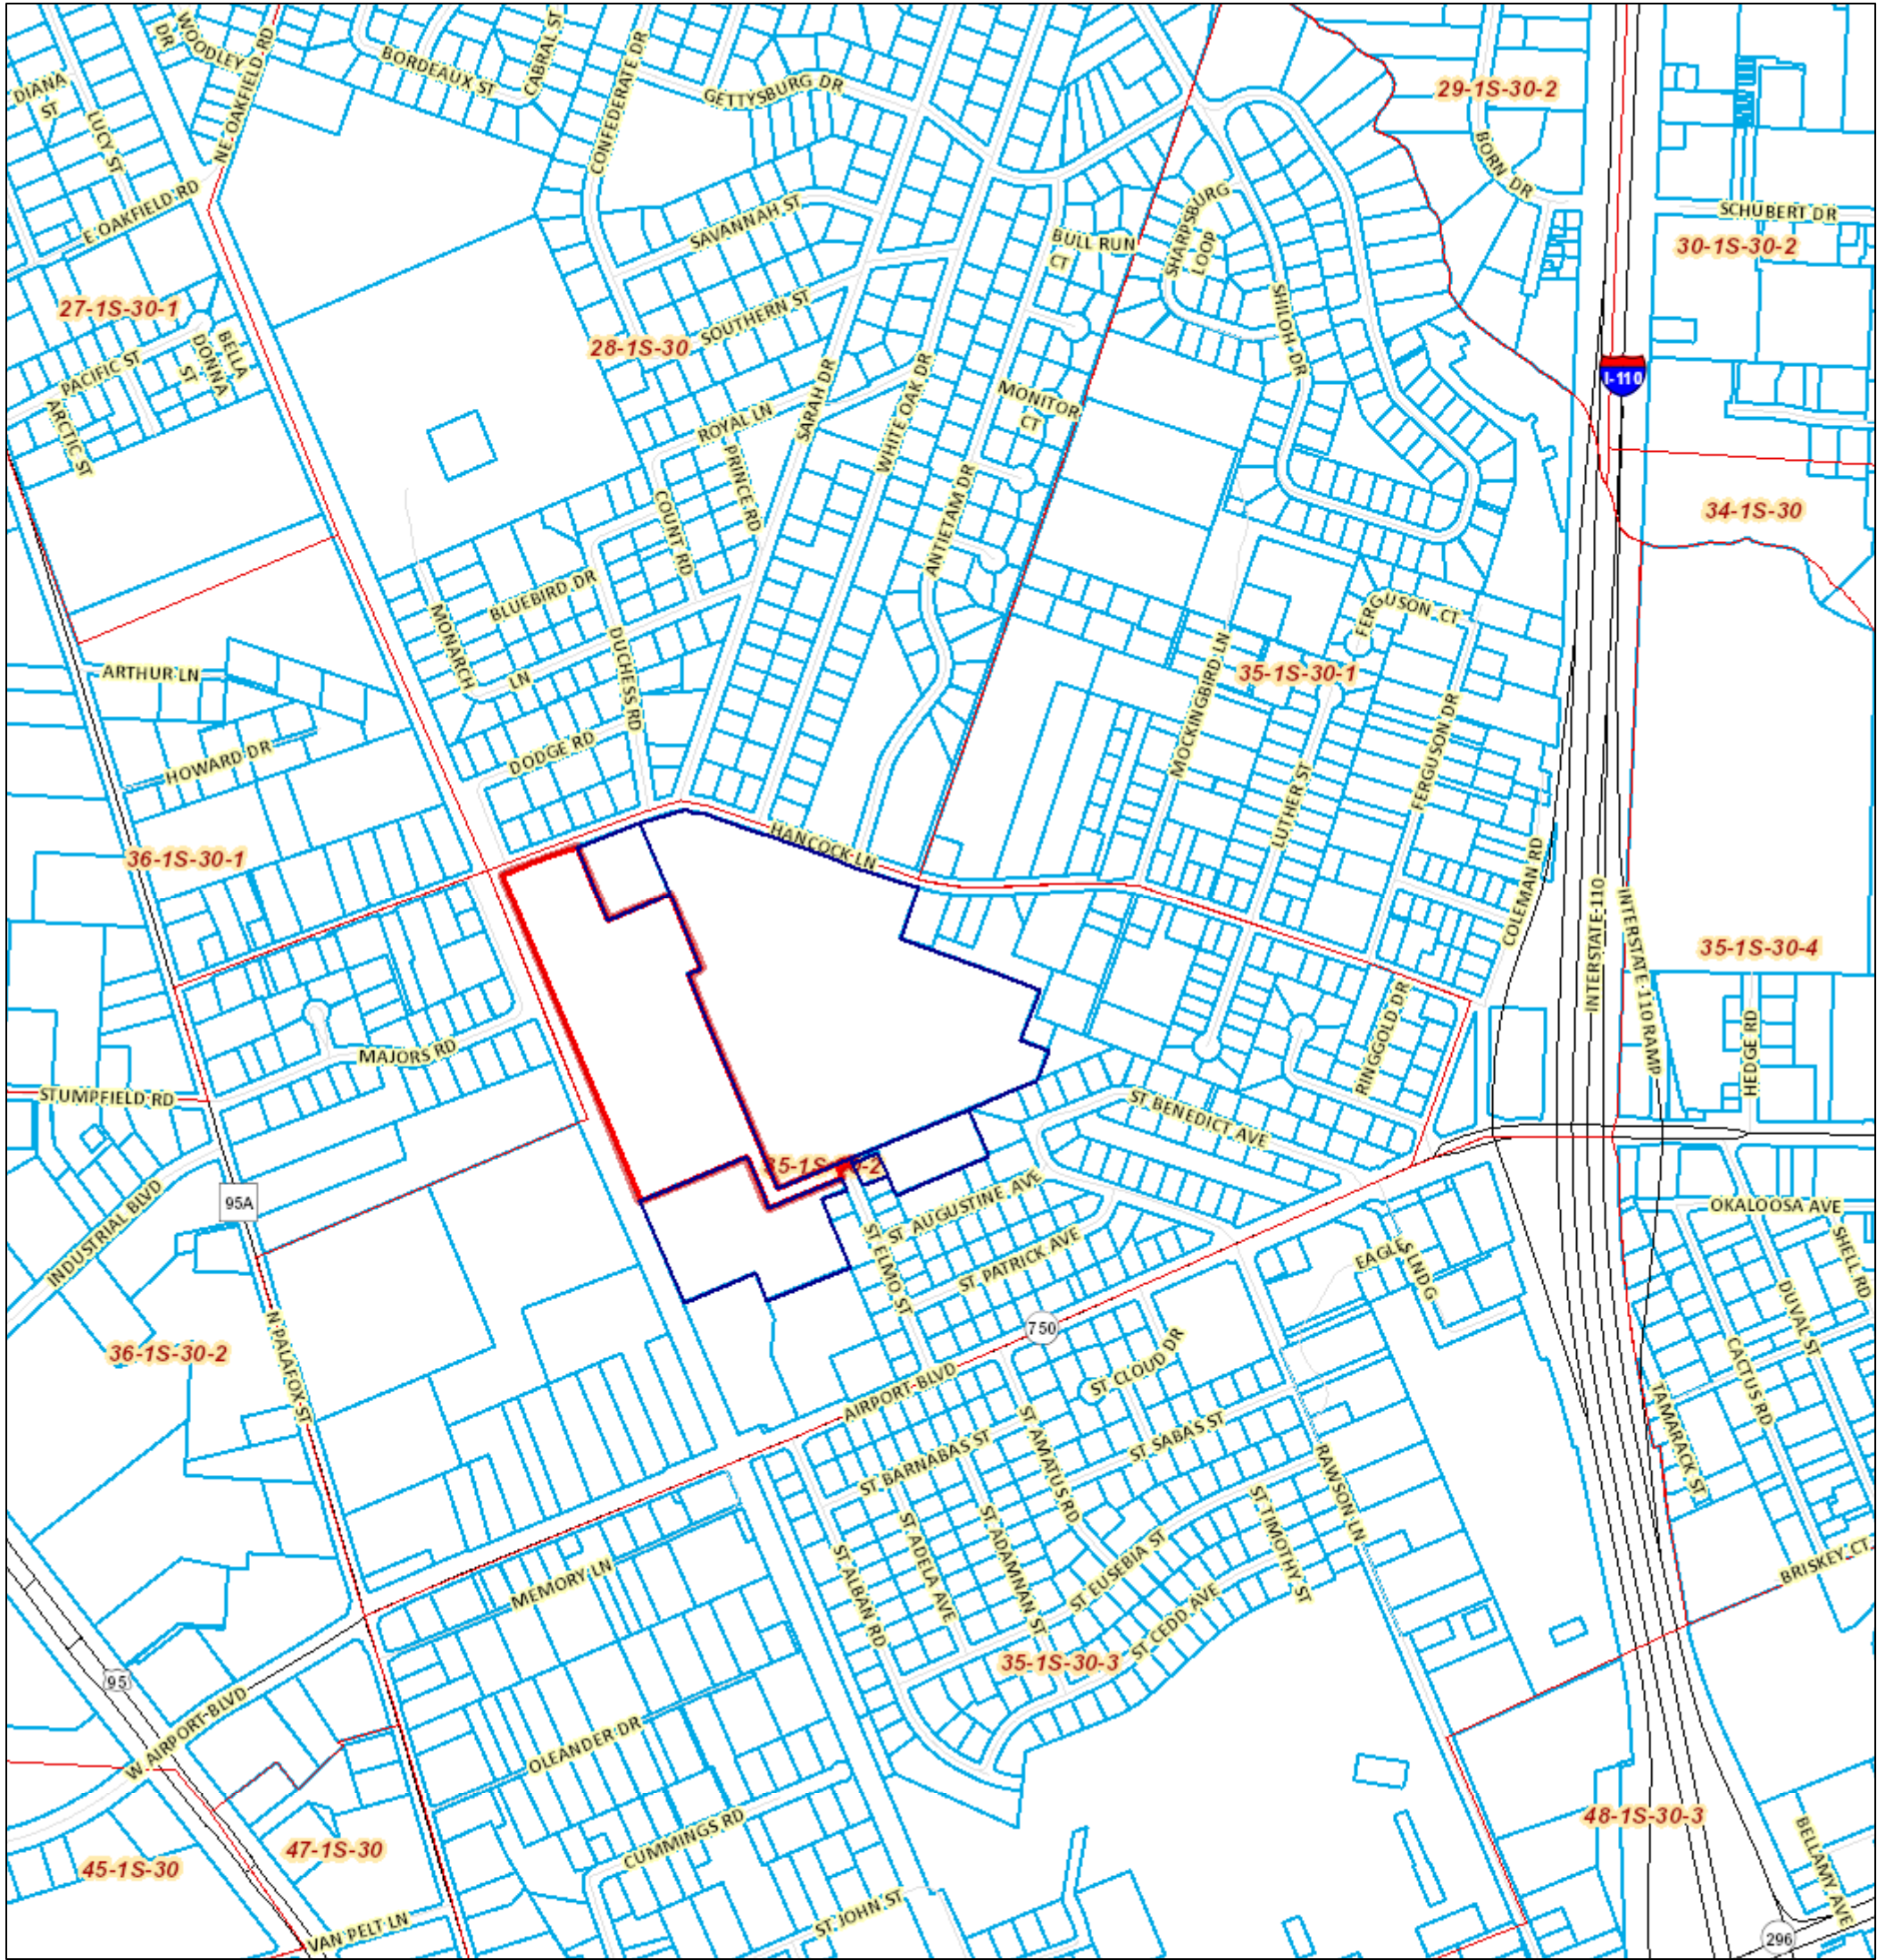 WOODLEY
DR
NE OAKFIELD RD
BORDEAUX ST
CABRAL ST
CONFEDERATE DR
GETTYSBURG DR
29-1S-30-2
DIANA
ST
LUCY ST
BORN DR
E OAKFIELD RD
SAVANNAH ST
SHARPSBURG
LOOP
BULL RUN
CT
SCHUBERT DR
30-1S-30-2
27-1S-30-1
28-1S-30
SOUTHERN ST
SHILOH DR
BELLA
DONNA
ST
PACIFIC ST
I-110
ARCTIC ST
ROYAL LN
PRINCE RD
SARAH DR
WHITE OAK DR
MONITOR
CT
COUNT RD
ANTIETAM DR
34-1S-30
BLUEBIRD DR
MONARCH
LN
DUCHESS RD
FERGUSON CT
ARTHUR LN
MOCKINGBIRD LN
35-1S-30-1
HOWARD DR
DODGE RD
FERGUSON DR
LUTHER ST
36-1S-30-1
HANCOCK LN
COLEMAN RD
INTERSTATE 110
INTERSTATE 110 RAMP
35-1S-30-4
MAJORS RD
RINGGOLD DR
HEDGE RD
STUMPFIELD RD
ST BENEDICT AVE
35-1S-30-2
INDUSTRIAL BLVD
95A
ST AUGUSTINE AVE
ST ELMO ST
ST PATRICK AVE
EAGLES LNDG
OKALOOSA AVE
SHELL RD
DUVAL ST
750
36-1S-30-2
N PALAFOX ST
AIRPORT BLVD
ST CLOUD DR
CACTUS RD
TAMARACK ST
ST BARNABAS ST
ST AMATUS RD
ST SABAS ST
RAWSON LN
ST ADELA AVE
ST ADAMNAN ST
ST EUSEBIA ST
ST TIMOTHY ST
BRISKEY CT
MEMORY LN
ST ALBAN RD
ST CEDD AVE
35-1S-30-3
95
W AIRPORT BLVD
OLEANDER DR
CUMMINGS RD
48-1S-30-3
BELLAMY AVE
45-1S-30
47-1S-30
VAN PELT LN
ST JOHN ST
296